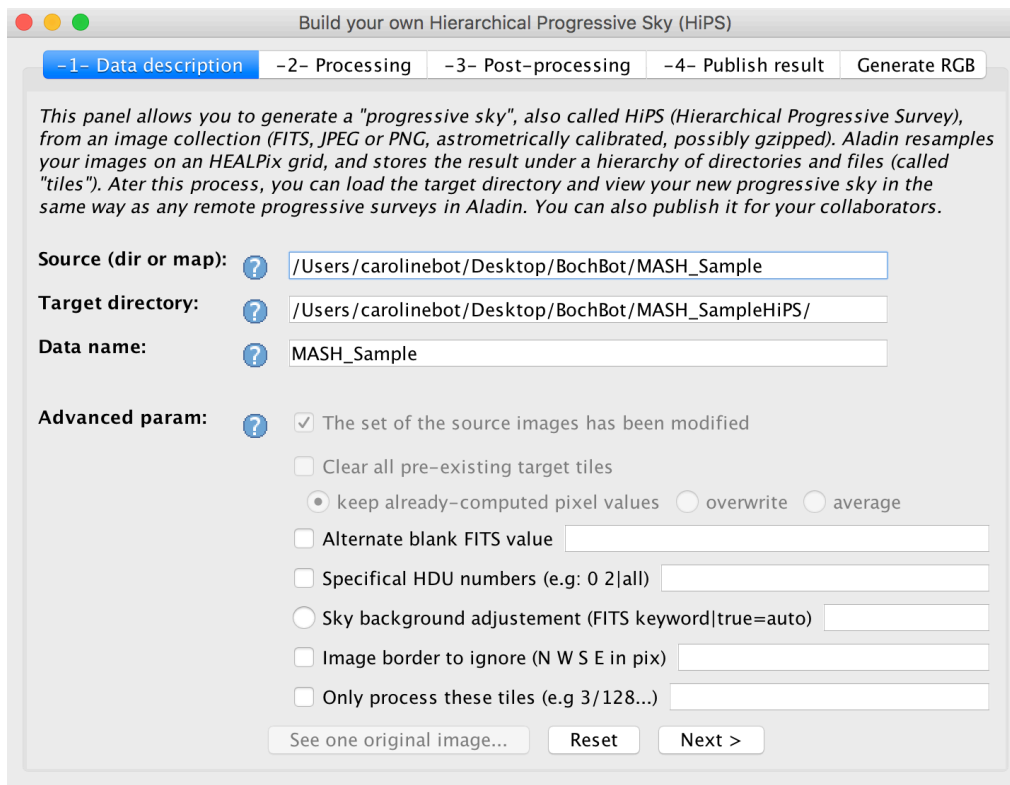 Build your own Hierarchical Progressive Sky (HiPS)
-1- Data description -2- Processing -3- Post-processing -4- Publish result Generate RGB
This panel allows you to generate a "progressive sky", also called HiPS (Hierarchical Progressive Survey),
from an image collection (FITS, JPEG or PNG, astrometrically calibrated, possibly gzipped). Aladin resamples
your images on an HEALPix grid, and stores the result under a hierarchy of directories and files (called
"tiles"). Ater this process, you can load the target directory and view your new progressive sky in the
same way as any remote progressive surveys in Aladin. You can also publish it for your collaborators.
Source (dir or map): ? /Users/carolinebot/Desktop/BochBot/MASH_Sample
Target directory: ? /Users/carolinebot/Desktop/BochBot/MASH_SampleHiPS/
Data name: ? MASH_Sample
Advanced param: ? The set of the source images has been modified
Clear all pre-existing target tiles
keep already-computed pixel values overwrite average
Alternate blank FITS value
Specifical HDU numbers (e.g: 0 2|all)
Sky background adjustement (FITS keyword|true=auto)
Image border to ignore (N W S E in pix)
Only process these tiles (e.g 3/128...)
See one original image... Reset Next >